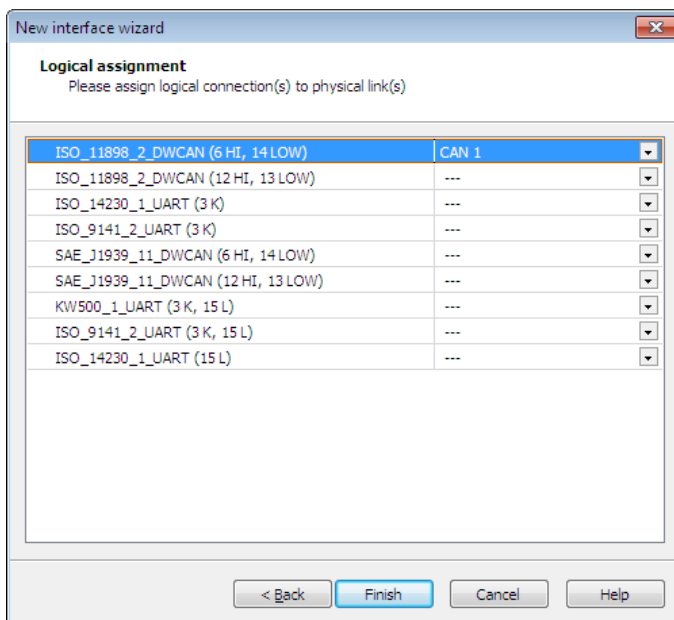 New interface wizard
Logical assignment
Please assign logical connection(s) to physical link(s)
ISO_11898_2_DWCAN (6 HI, 14 LOW) CAN 1
ISO_11898_2_DWCAN (12 HI, 13 LOW) ---
ISO_14230_1_UART (3 K) ---
ISO_9141_2_UART (3 K) ---
SAE_J1939_11_DWCAN (6 HI, 14 LOW) ---
SAE_J1939_11_DWCAN (12 HI, 13 LOW) ---
KW500_1_UART (3 K, 15 L) ---
ISO_9141_2_UART (3 K, 15 L) ---
ISO_14230_1_UART (15 L) ---
< Back Finish Cancel Help